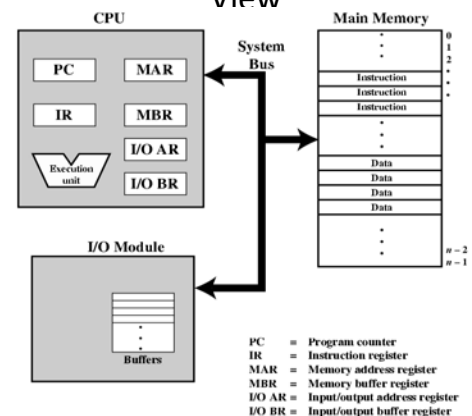 View
CPU
Main Memory
System
Bus
PC
MAR
IR
MBR
Execution
unit
I/O AR
I/O BR
0
1
2
Instruction
Instruction
Instruction
Data
Data
Data
Data
n – 2
n – 1
I/O Module
Buffers
PC = Program counter
IR = Instruction register
MAR = Memory address register
MBR = Memory buffer register
I/O AR = Input/output address register
I/O BR = Input/output buffer register